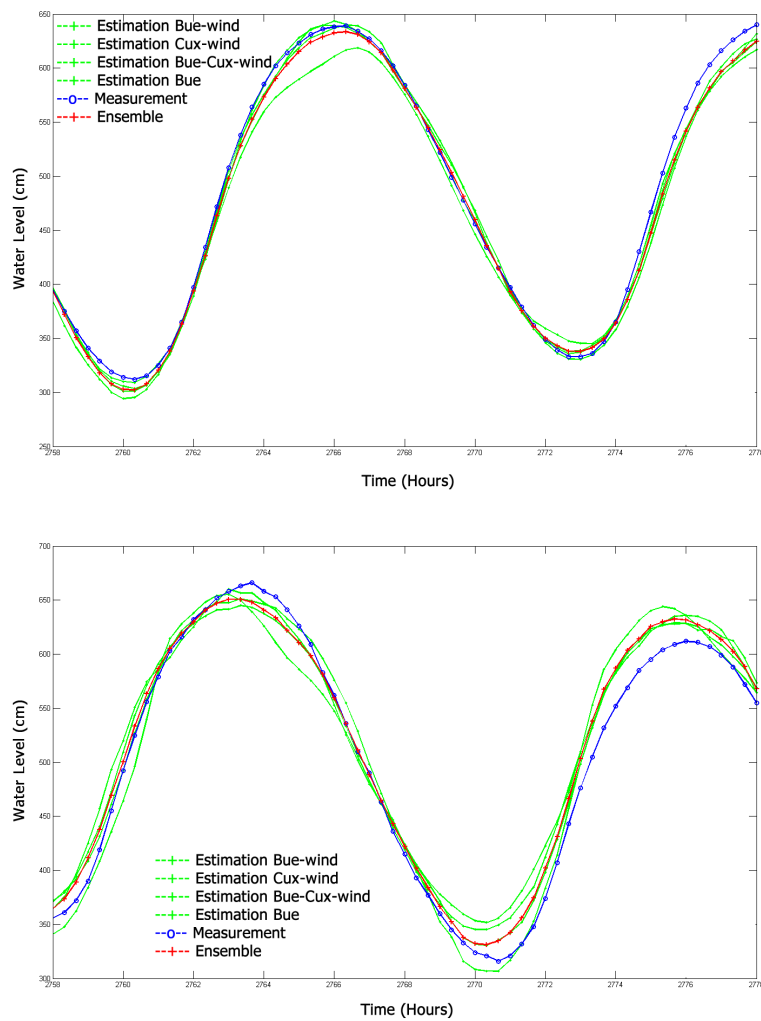 650
600
550
500
450
400
350
300
250
Water Level (cm)
Estimation Bue-wind
Estimation Cux-wind
Estimation Bue-Cux-wind
Estimation Bue
Measurement
Ensemble
2758 2760 2762 2764 2766 2768 2770 2772 2774 2776 277
Time (Hours)
700
650
600
550
500
450
400
350
300
Water Level (cm)
Estimation Bue-wind
Estimation Cux-wind
Estimation Bue-Cux-wind
Estimation Bue
Measurement
Ensemble
2758 2760 2762 2764 2766 2768 2770 2772 2774 2776 277
Time (Hours)